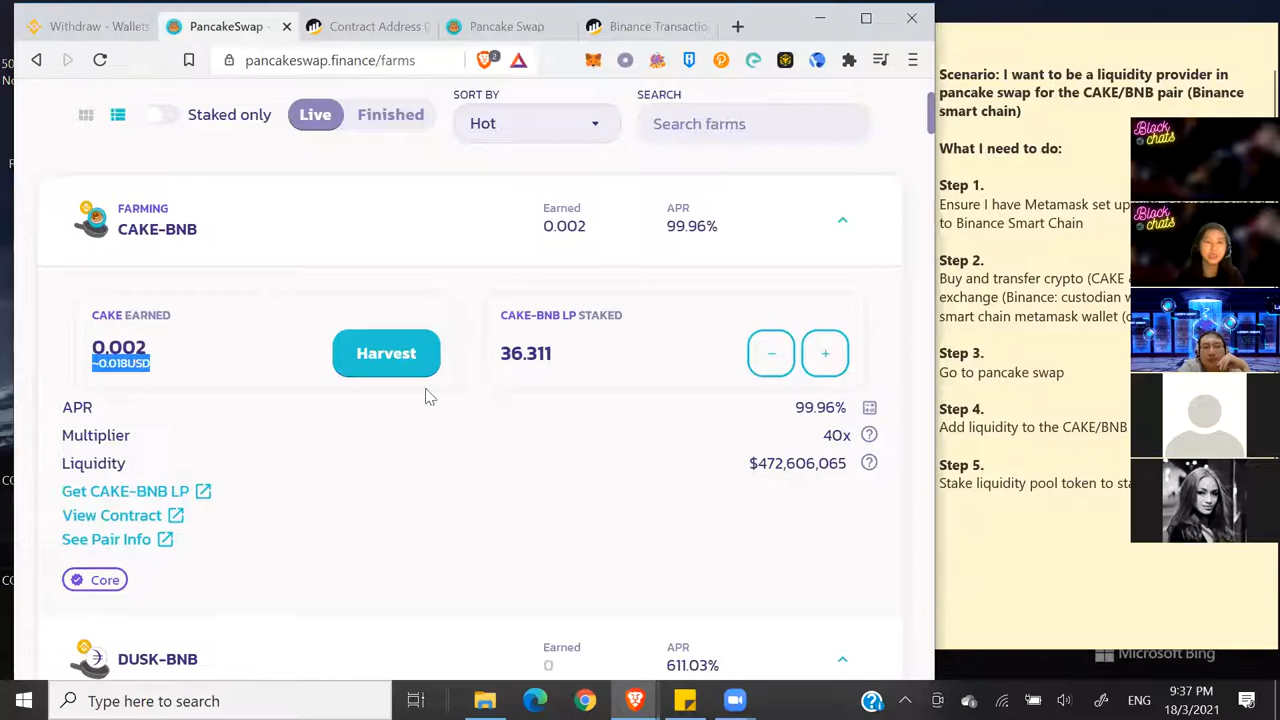 Withdraw - Wallets
PancakeSwap -
Contract Address (
Pancake Swap
Binance Transactio
pancakeswap.finance/farms
2
Staked only
Live
Finished
SORT BY
Hot
SEARCH
Search farms
FARMING
CAKE-BNB
Earned
0.002
APR
99.96%
CAKE EARNED
0.002
~0.018USD
Harvest
CAKE-BNB LP STAKED
36.311
APR
99.96%
Multiplier
40x
Liquidity
$472,606,065
Get CAKE-BNB LP
View Contract
See Pair Info
Core
DUSK-BNB
Earned
0
APR
611.03%
Scenario: I want to be a liquidity provider in
pancake swap for the CAKE/BNB pair (Binance
smart chain)
What I need to do:
Step 1.
Ensure I have Metamask set up
to Binance Smart Chain
Step 2.
Buy and transfer crypto (CAKE
exchange (Binance: custodian
smart chain metamask wallet
Step 3.
Go to pancake swap
Step 4.
Add liquidity to the CAKE/BNB
Step 5.
Stake liquidity pool token to
Block
chats
Block
chats
Microsoft Bing
Type here to search
ENG
9:37 PM
18/3/2021